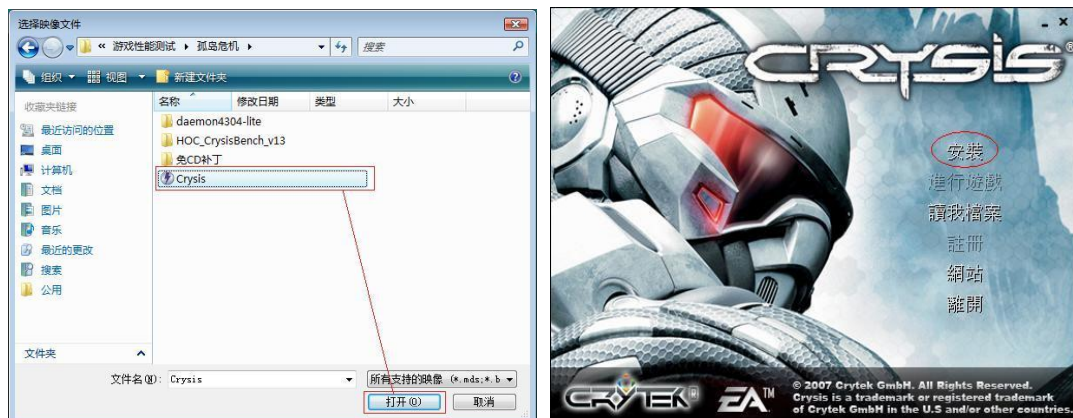 选择映像文件
« 游戏性能测试 ▸ 孤岛危机 ▸
搜索
组织 视图 新建文件夹
收藏夹链接
最近访问的位置
桌面
计算机
文档
图片
音乐
最近的更改
搜索
公用
文件夹
名称 修改日期 类型 大小
daemon4304-lite
HOC_CrysisBench_v13
免CD补丁
Crysis
文件名(N): Crysis
所有支持的映像 (*.mds;*.b
打开(O) 取消
CRYSIS®
安裝
進行遊戲
讀我檔案
註冊
網站
離開
CRYTEK® EA™
© 2007 Crytek GmbH. All Rights Reserved.
Crysis is a trademark or registered trademark
of Crytek GmbH in the U.S and/or other countries.